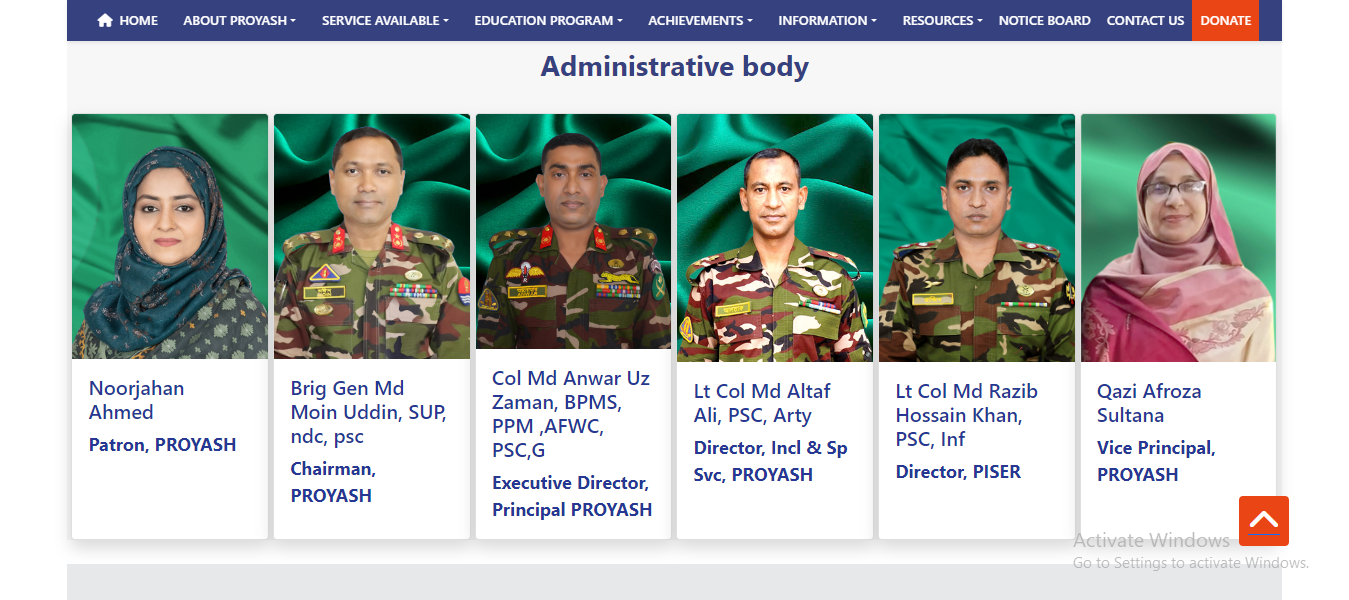 HOME ABOUT PROYASH SERVICE AVAILABLE EDUCATION PROGRAM ACHIEVEMENTS INFORMATION RESOURCES NOTICE BOARD CONTACT US DONATE
Administrative body
Noorjahan
Ahmed
Patron, PROYASH
Brig Gen Md
Moin Uddin, SUP,
ndc, psc
Chairman,
PROYASH
Col Md Anwar Uz
Zaman, BPMS,
PPM ,AFWC,
PSC,G
Executive Director,
Principal PROYASH
Lt Col Md Altaf
Ali, PSC, Arty
Director, Incl & Sp
Svc, PROYASH
Lt Col Md Razib
Hossain Khan,
PSC, Inf
Director, PISER
Qazi Afroza
Sultana
Vice Principal,
PROYASH
Activate Windows
Go to Settings to activate Windows.